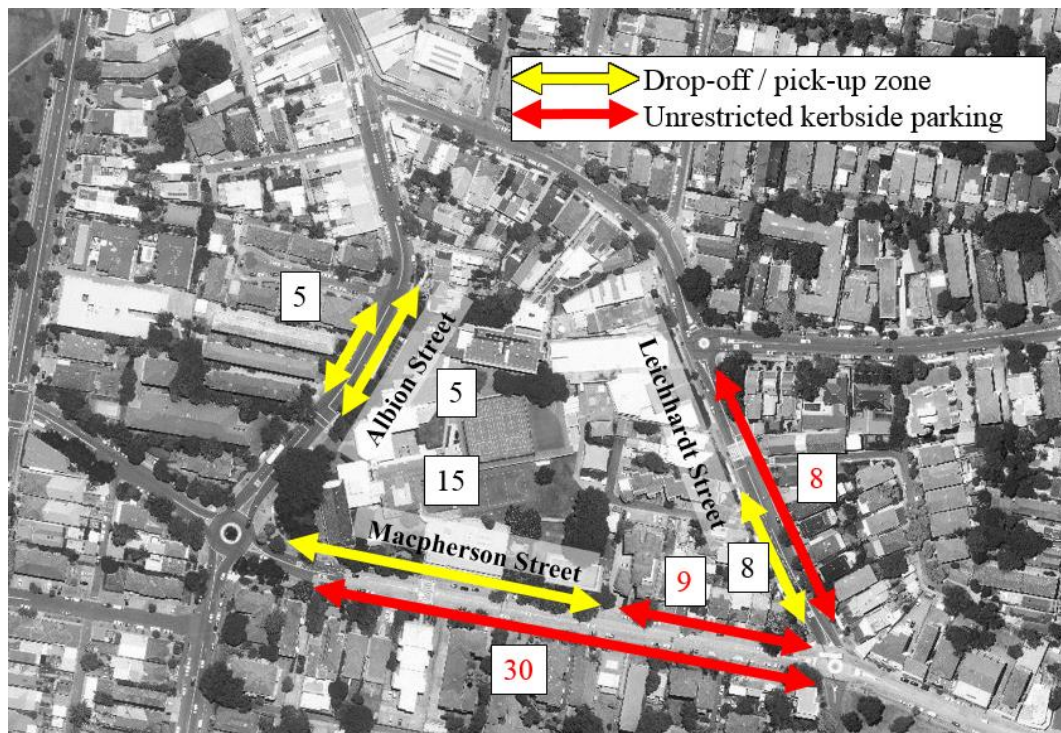 Drop-off / pick-up zone
Unrestricted kerbside parking
5
Albion Street
5
Leichhardt Street
15
8
Macpherson Street
9
8
30